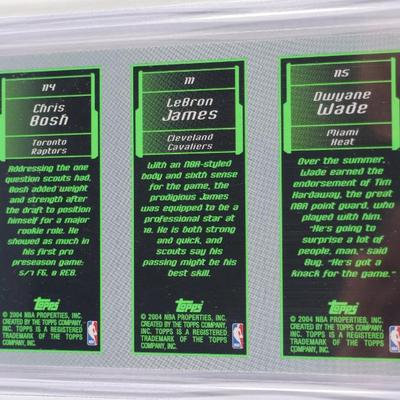 114
Chris
Bosh
Toronto
Raptors
Addressing the one
question scouts had,
Bosh added weight
and strength after
the draft to position
himself for a major
rookie role. He
showed as much in
his first pro
preseason game.
5/7 FG, 8 REB.
Topps
© 2004 NBA PROPERTIES, INC.
CREATED BY THE TOPPS COMPANY,
INC. TOPPS IS A REGISTERED
TRADEMARK OF THE TOPPS
COMPANY, INC.
111
LeBron
James
Cleveland
Cavaliers
With an NBA-styled
body and sixth sense
for the game, the
prodigious James
was equipped to be a
professional star at
18. He is both strong
and quick, and
scouts say his
passing might be his
best skill.
Topps
© 2004 NBA PROPERTIES, INC.
CREATED BY THE TOPPS COMPANY,
INC. TOPPS IS A REGISTERED
TRADEMARK OF THE TOPPS
COMPANY, INC.
115
Dwyane
Wade
Miami
Heat
Over the summer,
Wade earned the
endorsement of Tim
Hardaway, the great
NBA point guard, who
played with him.
"He's going to
surprise a lot of
people, man," said
Bug. "He's got a
knack for the game."
Topps
© 2004 NBA PROPERTIES, INC.
CREATED BY THE TOPPS COMPANY,
INC. TOPPS IS A REGISTERED
TRADEMARK OF THE TOPPS
COMPANY, INC.